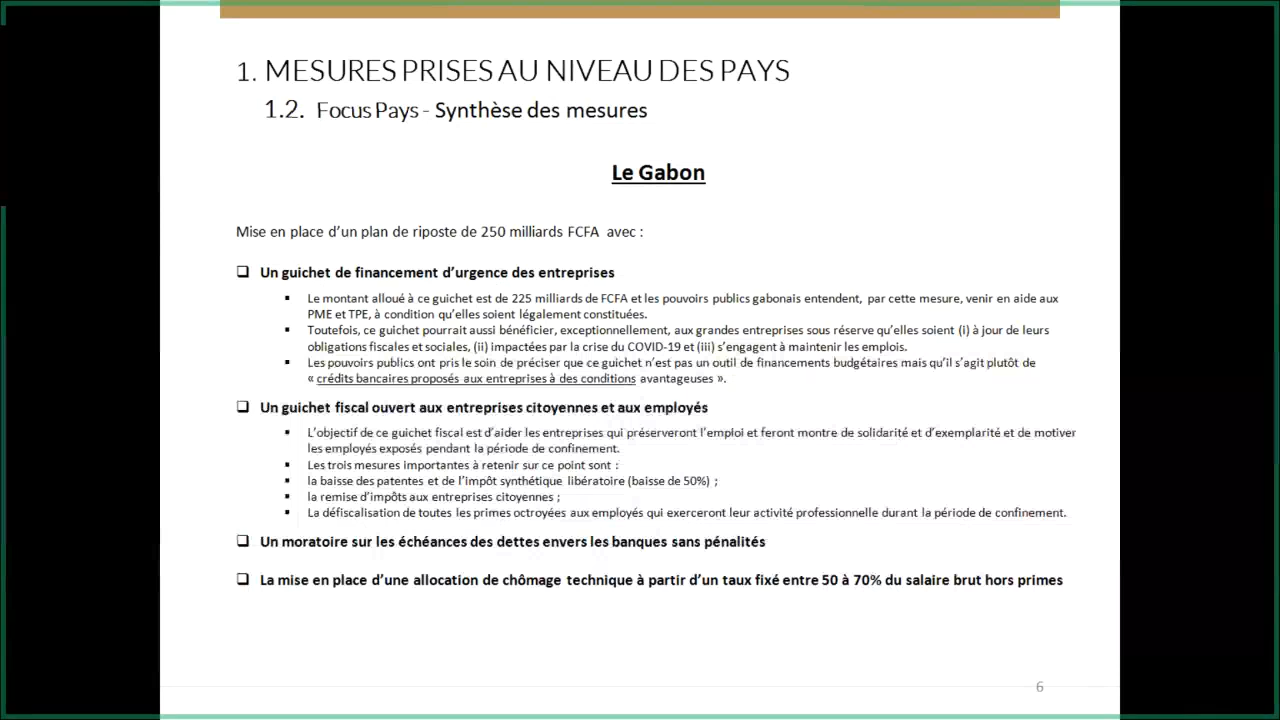 1. MESURES PRISES AU NIVEAU DES PAYS
1.2. Focus Pays - Synthèse des mesures
Le Gabon
Mise en place d’un plan de riposte de 250 milliards FCFA avec :
❑ Un guichet de financement d’urgence des entreprises
▪ Le montant alloué à ce guichet est de 225 milliards de FCFA et les pouvoirs publics gabonais entendent, par cette mesure, venir en aide aux
PME et TPE, à condition qu’elles soient légalement constituées.
▪ Toutefois, ce guichet pourrait aussi bénéficier, exceptionnellement, aux grandes entreprises sous réserve qu’elles soient (i) à jour de leurs
obligations fiscales et sociales, (ii) impactées par la crise du COVID-19 et (iii) s’engagent à maintenir les emplois.
▪ Les pouvoirs publics ont pris le soin de préciser que ce guichet n’est pas un outil de financements budgétaires mais qu’il s’agit plutôt de
« crédits bancaires proposés aux entreprises à des conditions avantageuses ».
❑ Un guichet fiscal ouvert aux entreprises citoyennes et aux employés
▪ L’objectif de ce guichet fiscal est d’aider les entreprises qui préserveront l’emploi et feront montre de solidarité et d’exemplarité et de motiver
les employés exposés pendant la période de confinement.
▪ Les trois mesures importantes à retenir sur ce point sont :
▪ la baisse des patentes et de l’impôt synthétique libératoire (baisse de 50%) ;
▪ la remise d’impôts aux entreprises citoyennes ;
▪ La défiscalisation de toutes les primes octroyées aux employés qui exerceront leur activité professionnelle durant la période de confinement.
❑ Un moratoire sur les échéances des dettes envers les banques sans pénalités
❑ La mise en place d’une allocation de chômage technique à partir d’un taux fixé entre 50 à 70% du salaire brut hors primes
6